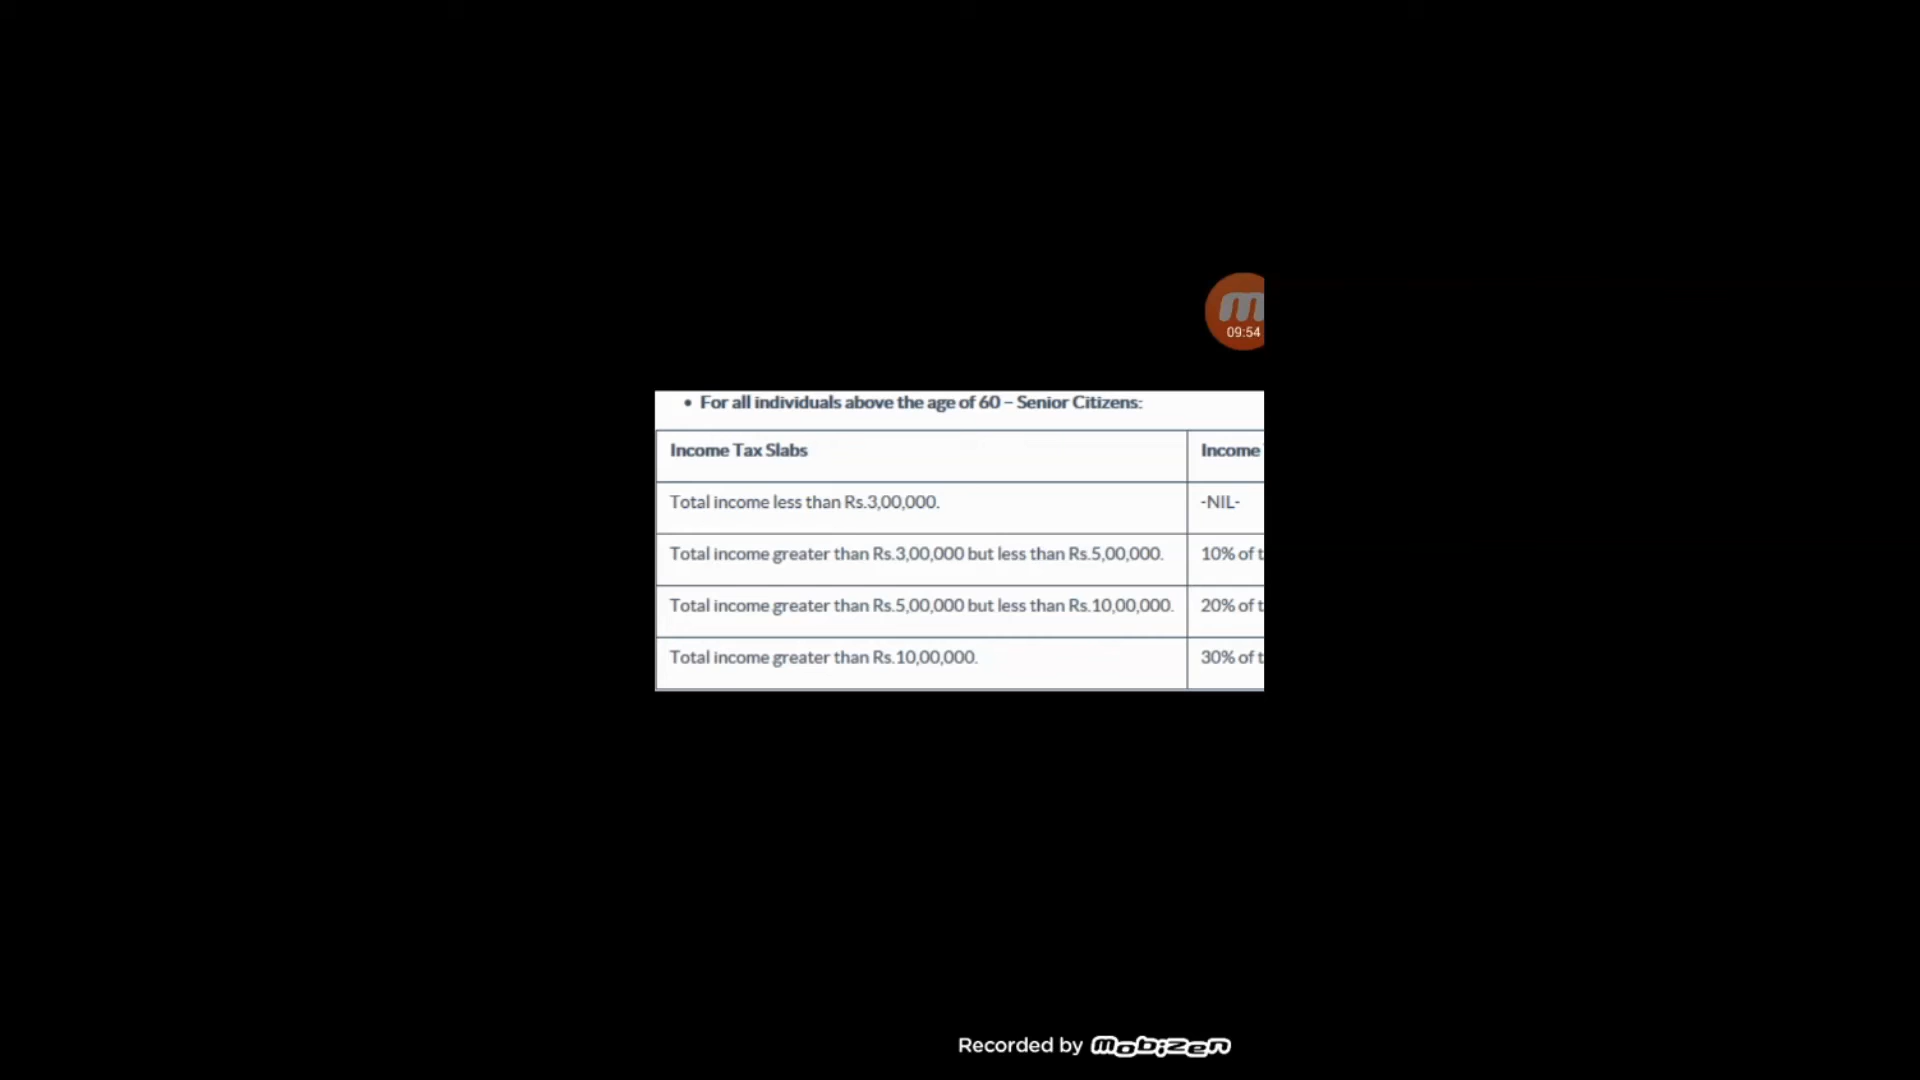 09:54
• For all individuals above the age of 60 – Senior Citizens:
Income Tax Slabs Income
Total income less than Rs.3,00,000. -NIL-
Total income greater than Rs.3,00,000 but less than Rs.5,00,000. 10% of t
Total income greater than Rs.5,00,000 but less than Rs.10,00,000. 20% of t
Total income greater than Rs.10,00,000. 30% of t
Recorded by mobizen